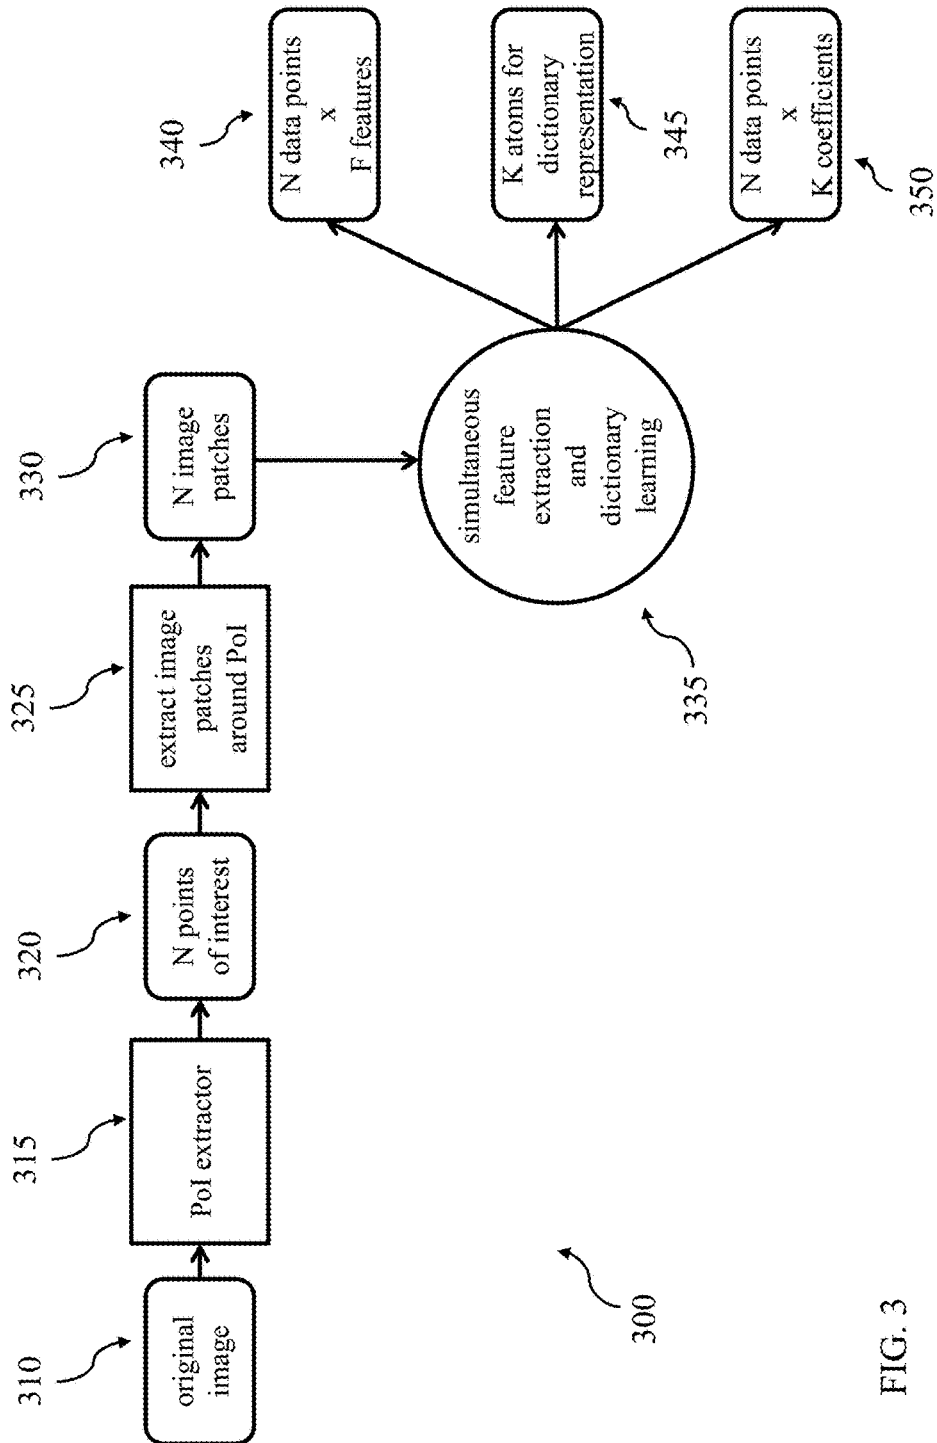 310
original
image
315
PoI extractor
320
N points
of interest
325
extract image
patches
around PoI
330
N image
patches
335
simultaneous
feature
extraction
and
dictionary
learning
340
N data points
x
F features
345
K atoms for
dictionary
representation
350
N data points
x
K coefficients
300
FIG. 3